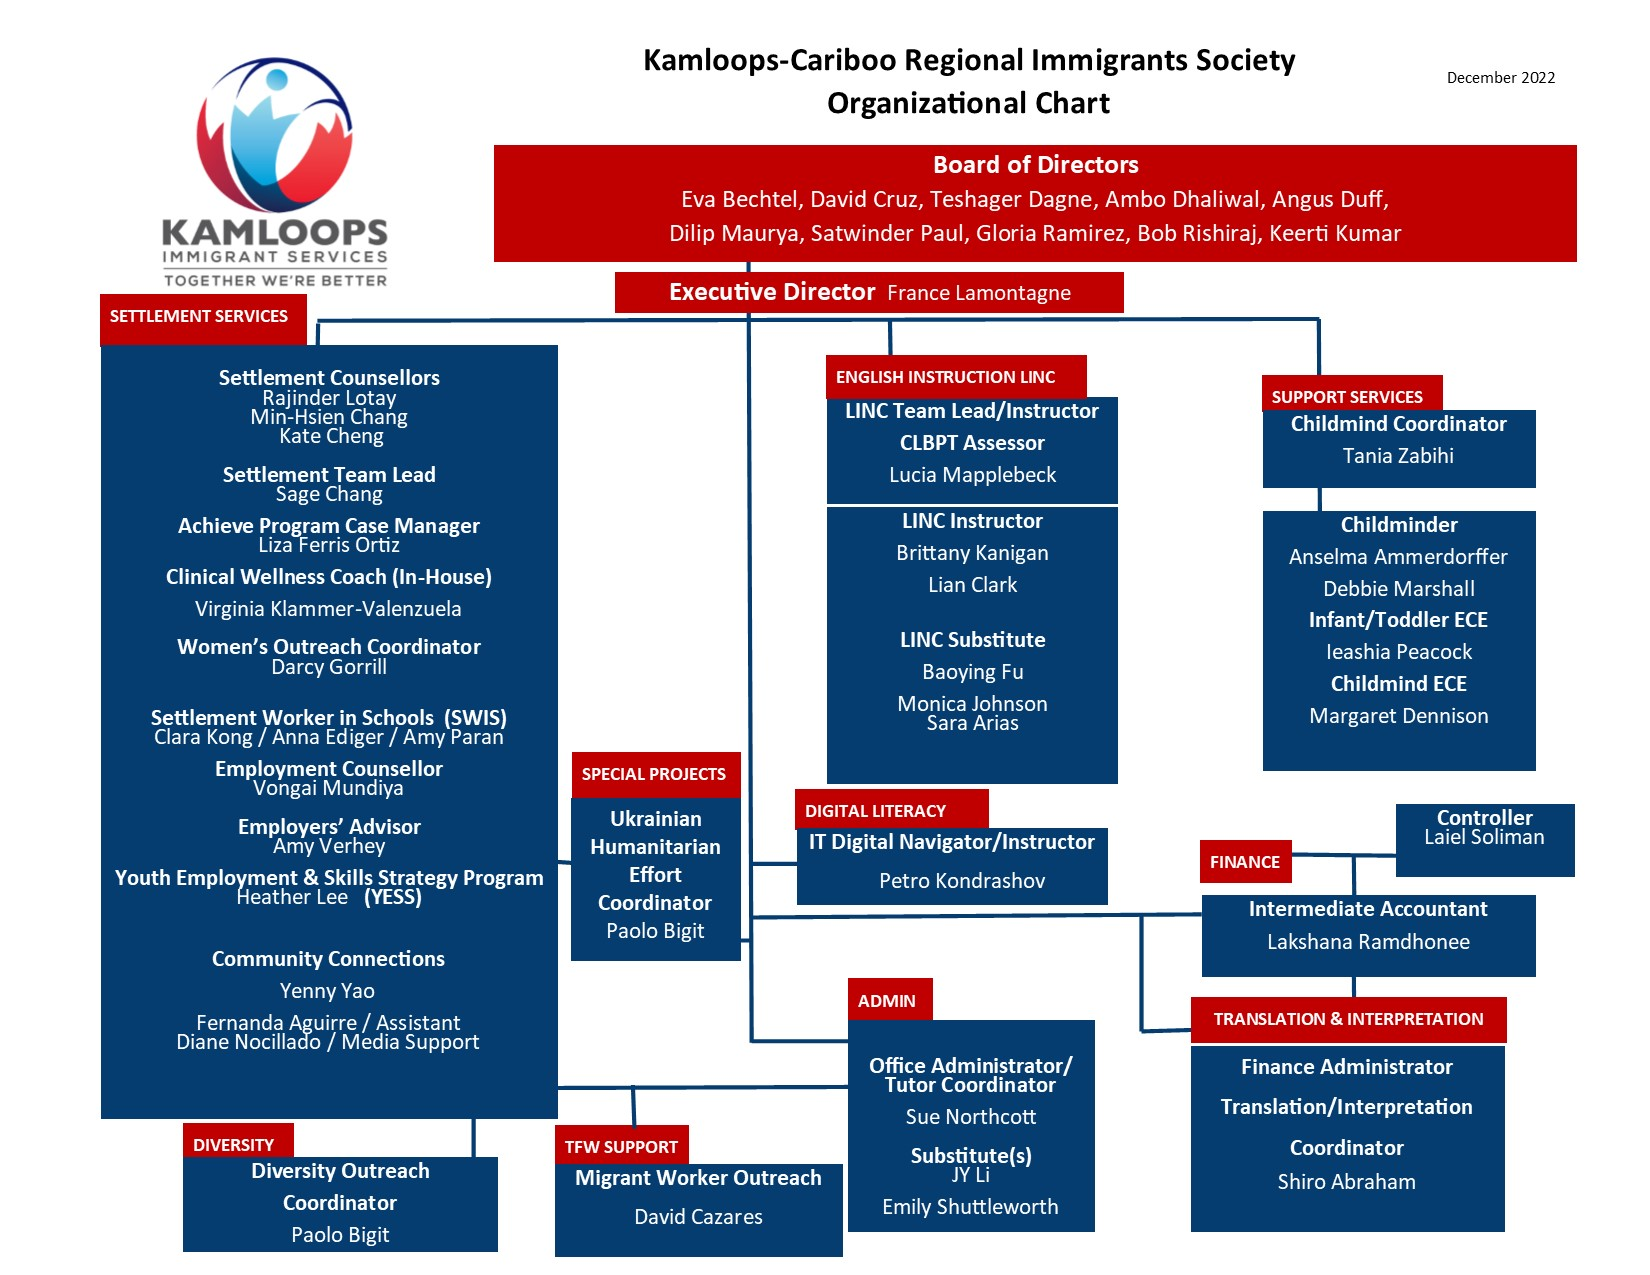 Kamloops-Cariboo Regional Immigrants Society
Organizational Chart
December 2022
KAMLOOPS
IMMIGRANT SERVICES
TOGETHER WE'RE BETTER
Board of Directors
Eva Bechtel, David Cruz, Teshager Dagne, Ambo Dhaliwal, Angus Duff,
Dilip Maurya, Satwinder Paul, Gloria Ramirez, Bob Rishiraj, Keerti Kumar
Executive Director France Lamontagne
SETTLEMENT SERVICES
Settlement Counsellors
Rajinder Lotay
Min-Hsien Chang
Kate Cheng
Settlement Team Lead
Sage Chang
Achieve Program Case Manager
Liza Ferris Ortiz
Clinical Wellness Coach (In-House)
Virginia Klammer-Valenzuela
Women’s Outreach Coordinator
Darcy Gorrill
Settlement Worker in Schools (SWIS)
Clara Kong / Anna Ediger / Amy Paran
Employment Counsellor
Vongai Mundiya
Employers’ Advisor
Amy Verhey
Youth Employment & Skills Strategy Program
Heather Lee (YESS)
Community Connections
Yenny Yao
Fernanda Aguirre / Assistant
Diane Nocillado / Media Support
ENGLISH INSTRUCTION LINC
LINC Team Lead/Instructor
CLBPT Assessor
Lucia Mapplebeck
LINC Instructor
Brittany Kanigan
Lian Clark
LINC Substitute
Baoying Fu
Monica Johnson
Sara Arias
SUPPORT SERVICES
Childmind Coordinator
Tania Zabihi
Childminder
Anselma Ammerdorffer
Debbie Marshall
Infant/Toddler ECE
Ieashia Peacock
Childmind ECE
Margaret Dennison
SPECIAL PROJECTS
Ukrainian
Humanitarian
Effort
Coordinator
Paolo Bigit
DIGITAL LITERACY
IT Digital Navigator/Instructor
Petro Kondrashov
Controller
Laiel Soliman
FINANCE
Intermediate Accountant
Lakshana Ramdhonee
ADMIN
Office Administrator/
Tutor Coordinator
Sue Northcott
Substitute(s)
JY Li
Emily Shuttleworth
TRANSLATION & INTERPRETATION
Finance Administrator
Translation/Interpretation
Coordinator
Shiro Abraham
DIVERSITY
Diversity Outreach
Coordinator
Paolo Bigit
TFW SUPPORT
Migrant Worker Outreach
David Cazares